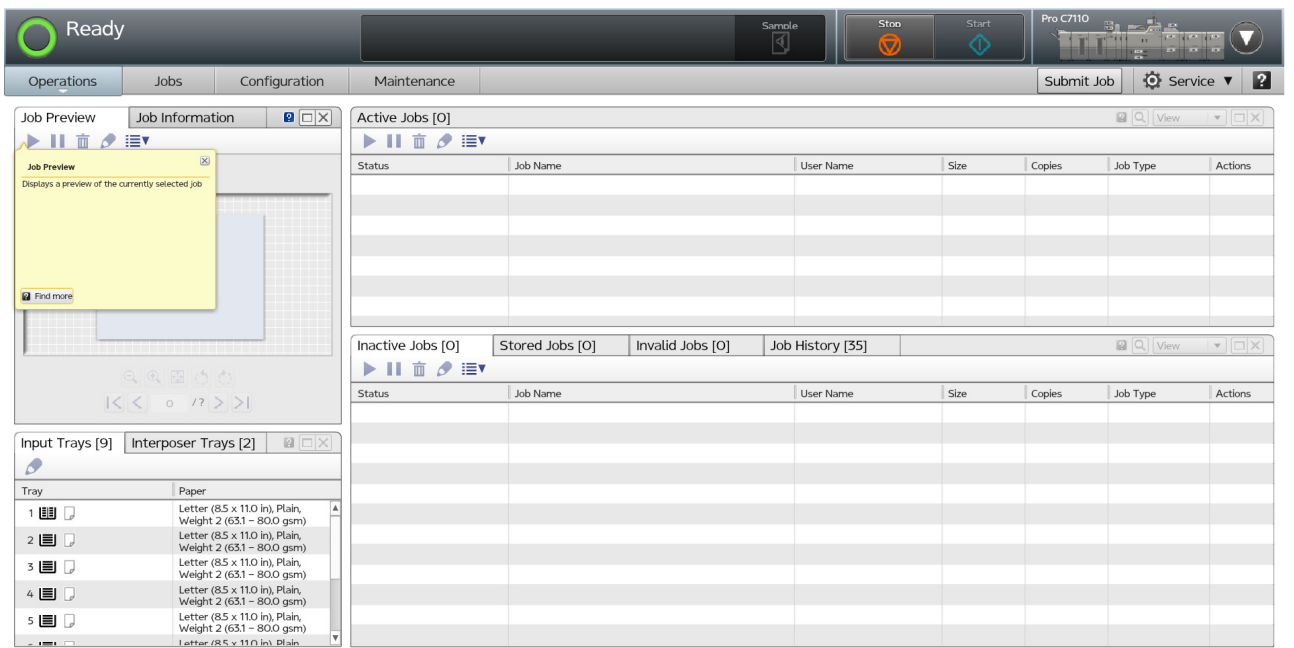 Ready
Sample
Stop
Start
Pro C7110
Operations
Jobs
Configuration
Maintenance
Submit Job
Service ▼
?
Job Preview
Job Information
?
Active Jobs [0]
?
View
Job Preview
Displays a preview of the currently selected job
? Find more
Status
Job Name
User Name
Size
Copies
Job Type
Actions
0 / ?
Inactive Jobs [0]
Stored Jobs [0]
Invalid Jobs [0]
Job History [35]
?
View
Status
Job Name
User Name
Size
Copies
Job Type
Actions
Input Trays [9]
Interposer Trays [2]
?
Tray
Paper
1
Letter (8.5 x 11.0 in), Plain,
Weight 2 (63.1 – 80.0 gsm)
2
Letter (8.5 x 11.0 in), Plain,
Weight 2 (63.1 – 80.0 gsm)
3
Letter (8.5 x 11.0 in), Plain,
Weight 2 (63.1 – 80.0 gsm)
4
Letter (8.5 x 11.0 in), Plain,
Weight 2 (63.1 – 80.0 gsm)
5
Letter (8.5 x 11.0 in), Plain,
Weight 2 (63.1 – 80.0 gsm)
Letter (8.5 x 11.0 in), Plain,